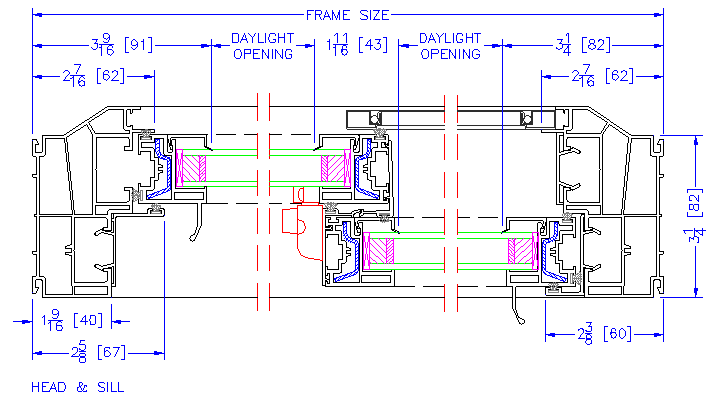 FRAME SIZE
3 9/16 [91] DAYLIGHT OPENING 1 11/16 [43] DAYLIGHT OPENING 3 1/4 [82]
2 7/16 [62] 2 7/16 [62]
3 1/4 [82]
1 9/16 [40] 2 3/8 [60]
2 5/8 [67]
HEAD & SILL